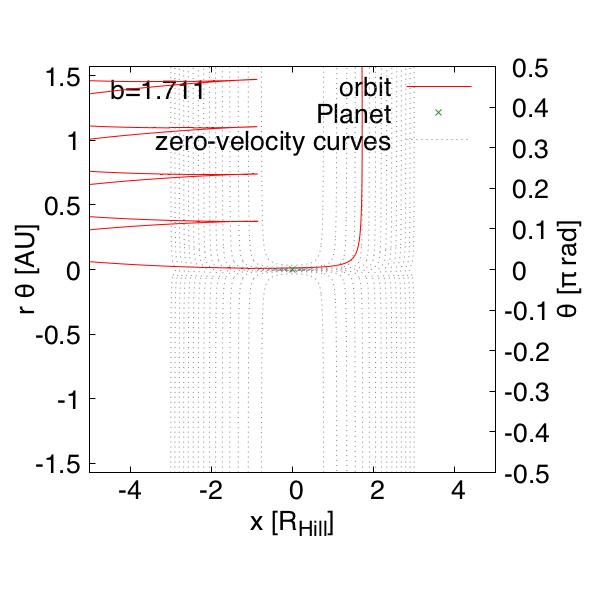 b=1.711
orbit
Planet
zero-velocity curves
r θ [AU]
1.5
1
0.5
0
-0.5
-1
-1.5
θ [π rad]
0.5
0.4
0.3
0.2
0.1
0
-0.1
-0.2
-0.3
-0.4
-0.5
-4 -2 0 2 4
x [R_Hill]